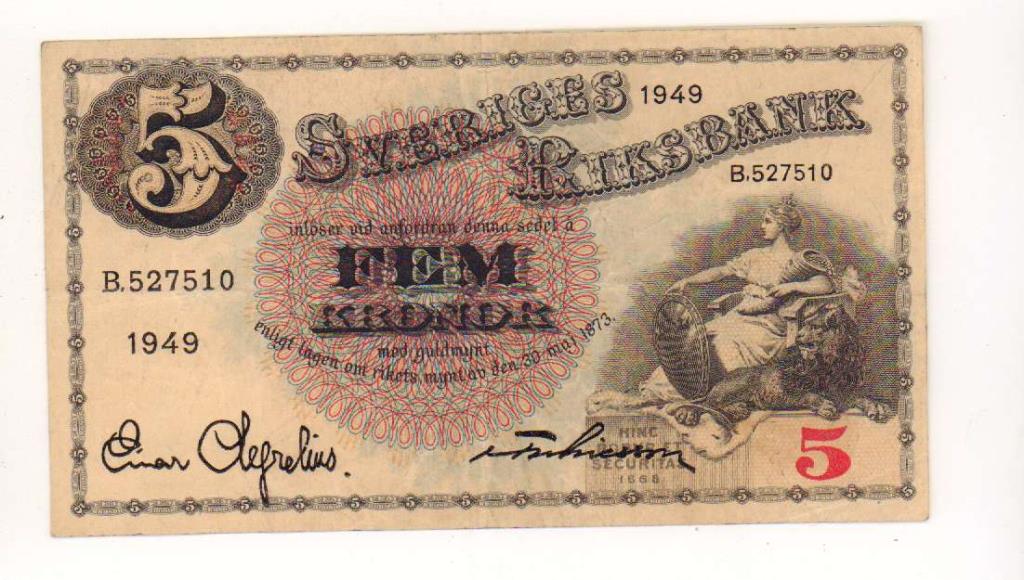 5
SVERIGES 1949
RIKSBANK
B.527510
inlöser vid anfordran denna sedel à
FEM
KRONOR
med guldmynt
enligt lagen om rikets mynt av den 30 maj 1873.
B.527510
1949
Einar
HINC
SECURITAS
1668
5